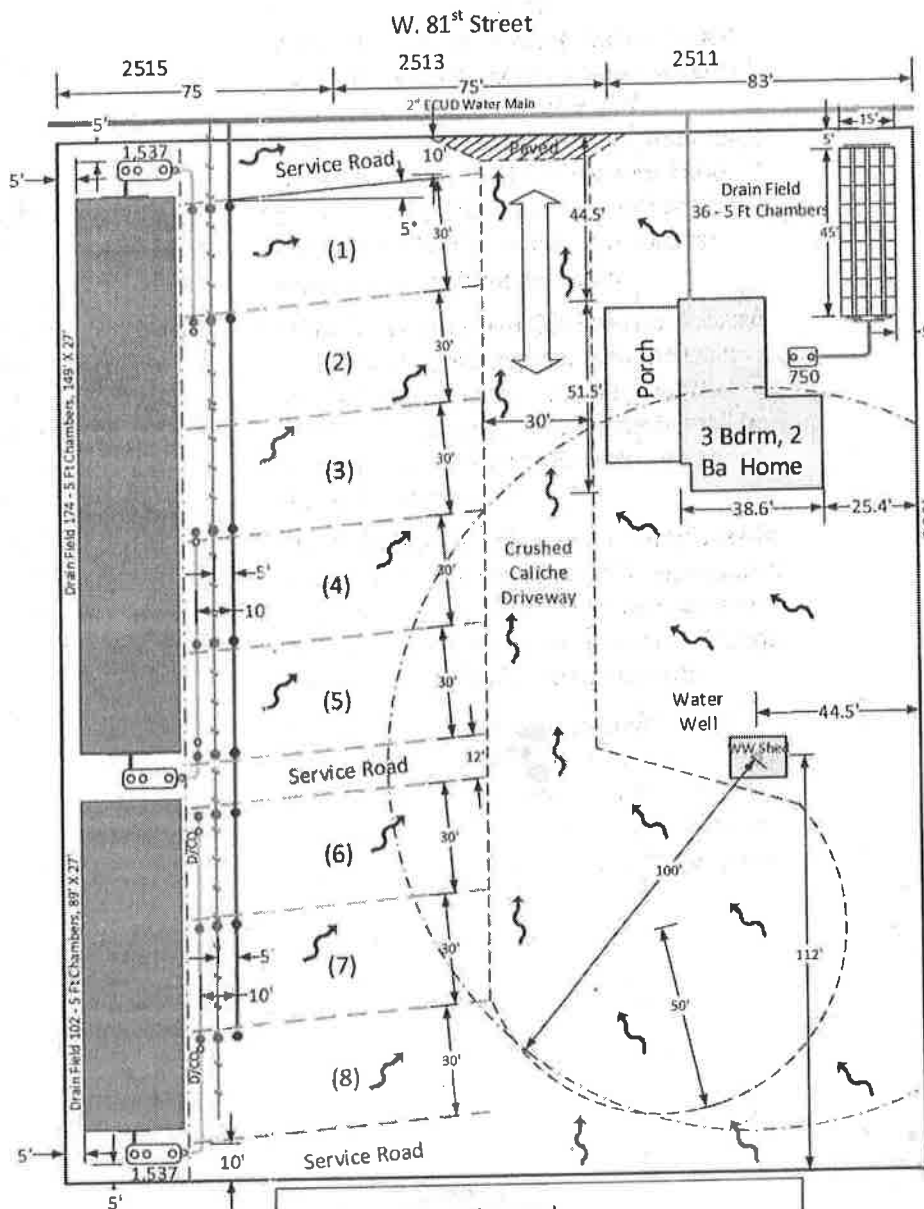 W. 81st Street
2515
2513
2511
75
75'
83'
2" ECUD Water Main
5'
15'
1,537
Service Road
10'
Paved
5'
5'
Drain Field
36 - 5 Ft Chambers
44.5'
45'
5°
(1)
30'
(2)
30'
Porch
750
51.5'
30'
3 Bdrm, 2
Ba Home
(3)
30'
38.6'
25.4'
Drain Field 174 - 5 Ft Chambers, 149' X 27'
Crushed
Caliche
Driveway
(4)
30'
5'
10
(5)
30'
Water
Well
44.5'
WW Shed
Service Road
12'
(6)
30'
D/CO
100'
Drain Field 102 - 5 Ft Chambers, 89' X 27'
(7)
30'
5'
10'
50'
112'
(8)
30'
D/CO
5'
1,537
10'
Service Road
5'